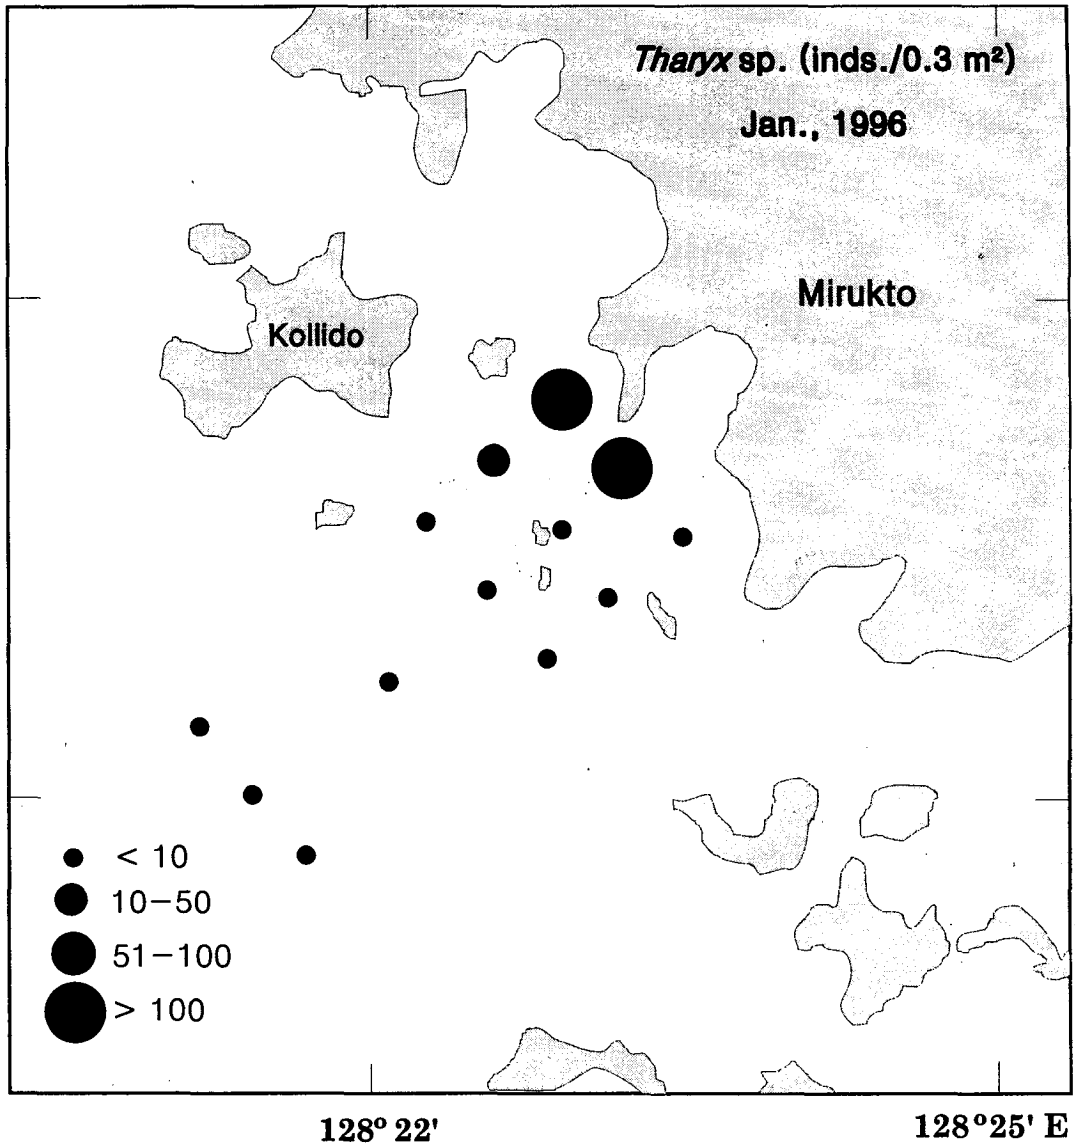 Tharyx sp. (inds./0.3 m²)
Jan., 1996
Mirukto
Kollido
< 10
10-50
51-100
> 100
128° 22'
128° 25' E